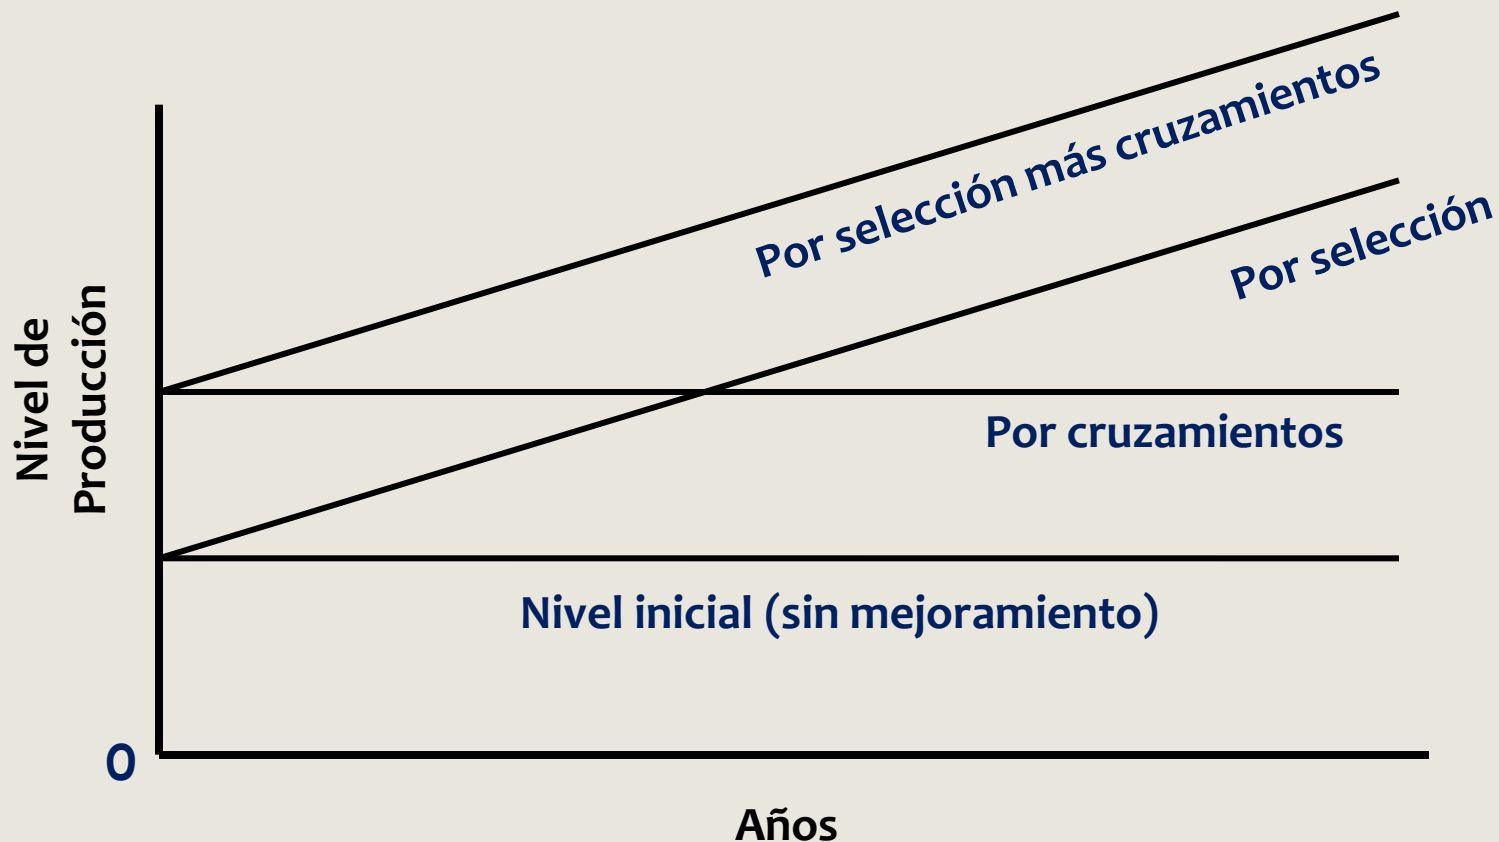 Por selección más cruzamientos
Por selección
Nivel de
Producción
Por cruzamientos
Nivel inicial (sin mejoramiento)
0
Años